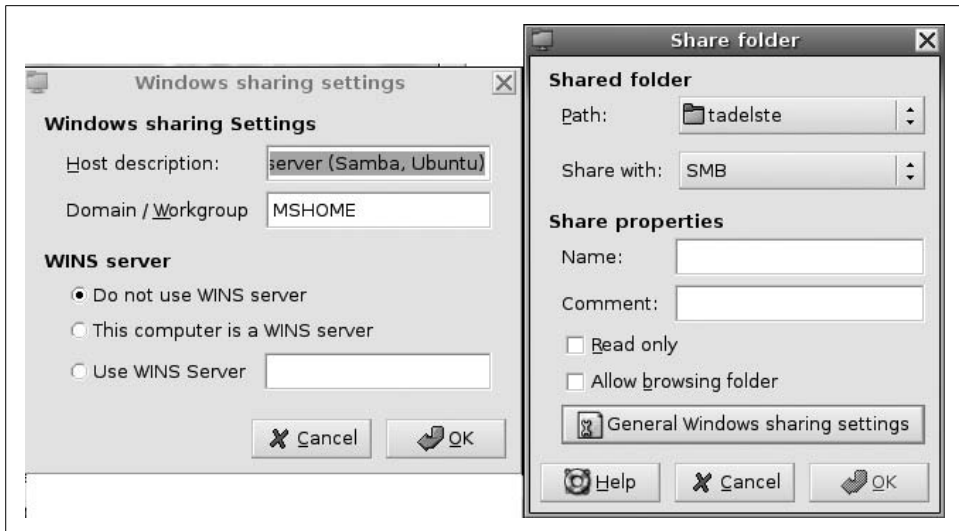 Windows sharing settings
Windows sharing Settings
Host description: server (Samba, Ubuntu)
Domain / Workgroup MSHOME
WINS server
Do not use WINS server
This computer is a WINS server
Use WINS Server
Cancel OK
Share folder
Shared folder
Path: tadelste
Share with: SMB
Share properties
Name:
Comment:
Read only
Allow browsing folder
General Windows sharing settings
Help Cancel OK